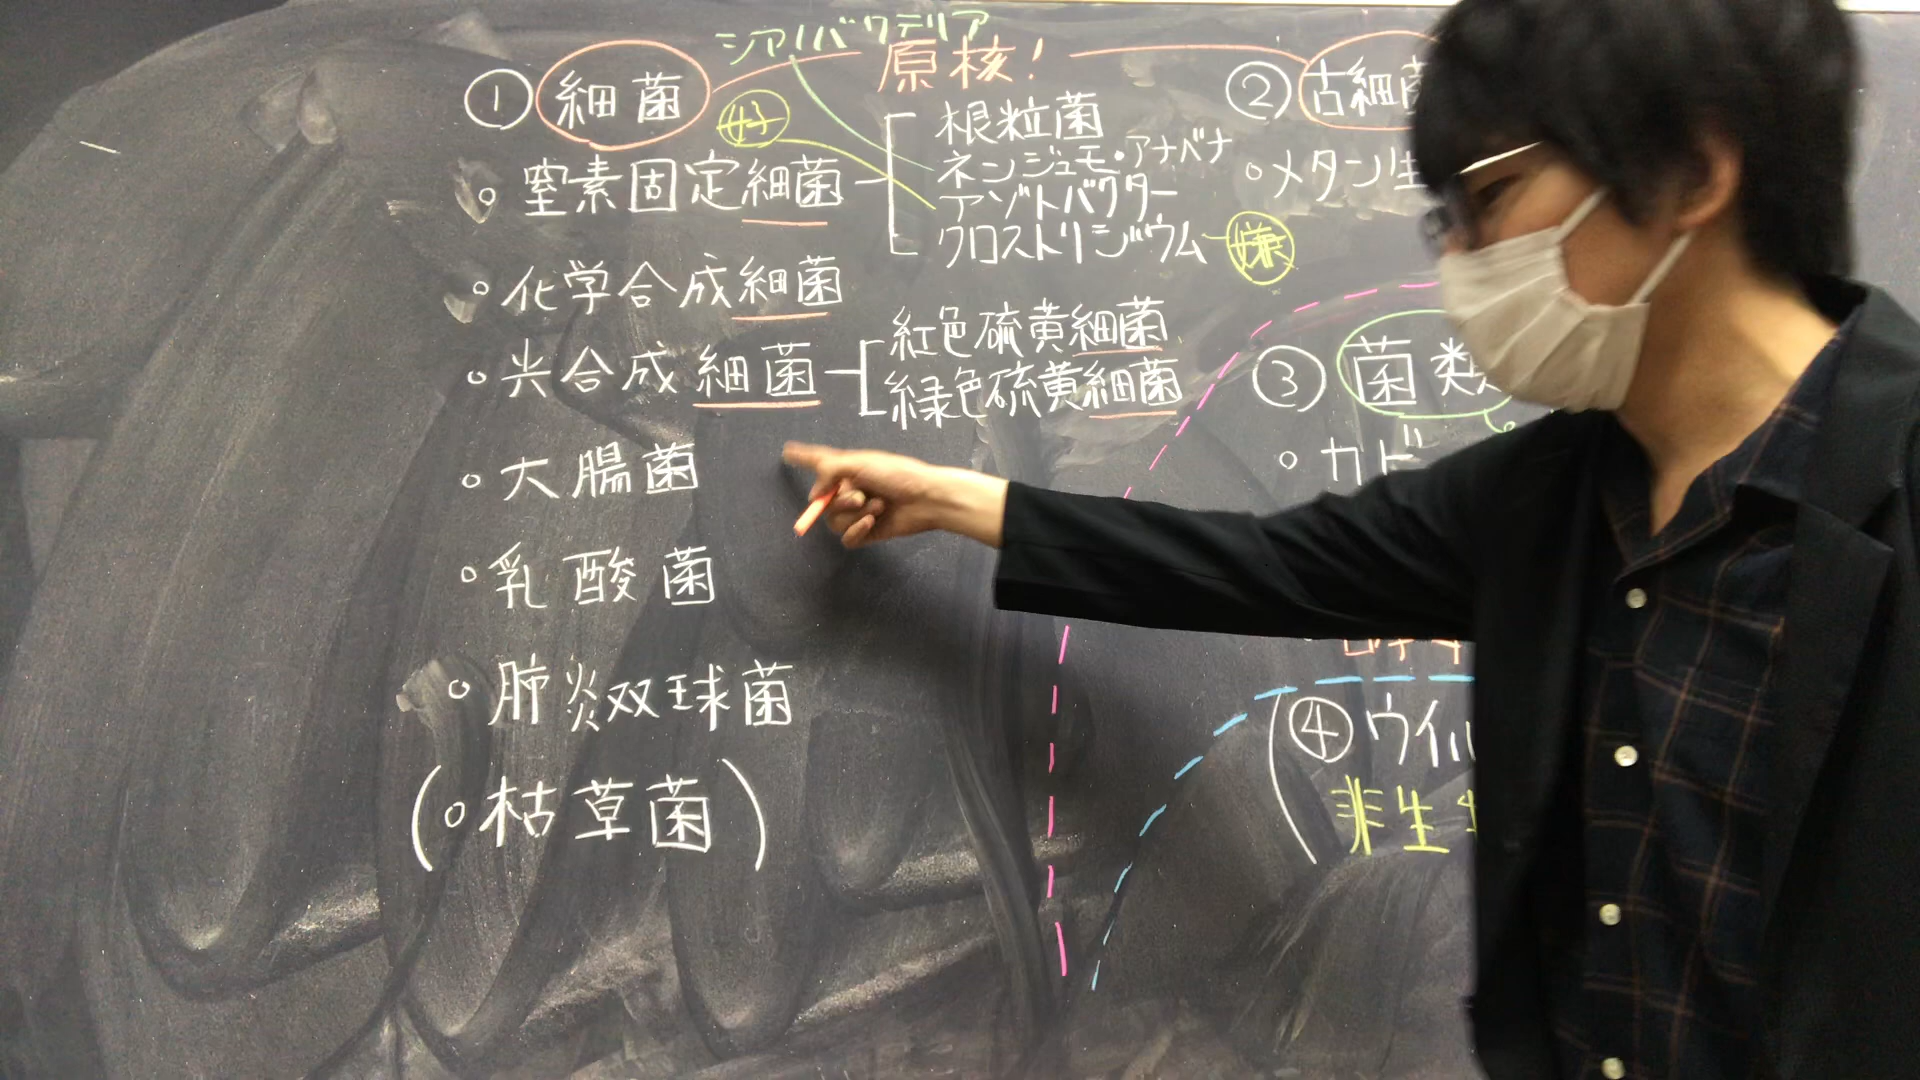 シアノバクテリア
原核！
① 細菌
好
・窒素固定細菌
根粒菌
ネンジュモ・アナベナ
アゾトバクター
クロストリジウム
嫌
・化学合成細菌
・光合成細菌
紅色硫黄細菌
緑色硫黄細菌
・大腸菌
・乳酸菌
・肺炎双球菌
(・枯草菌)
② 古細菌
・メタン生
③ 菌類
・カビ
④ ウイル
非生